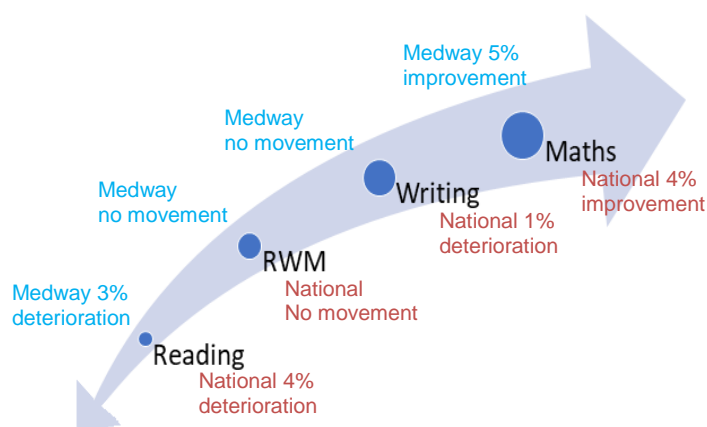 Medway 5%
improvement
Medway
no movement
Maths
National 4%
improvement
Medway
no movement
Writing
National 1%
deterioration
RWM
National
No movement
Medway 3%
deterioration
Reading
National 4%
deterioration